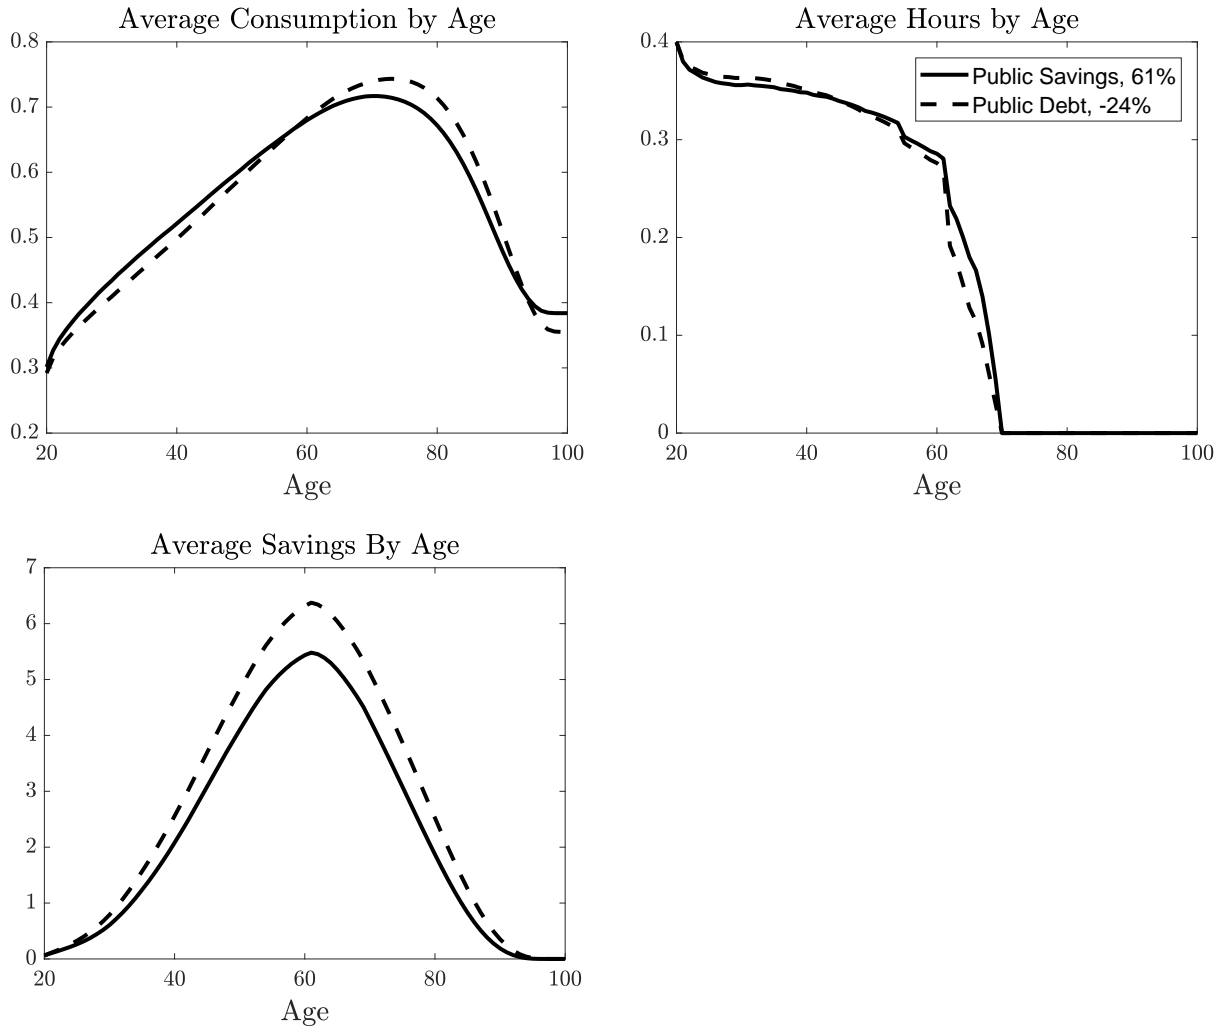 Average Consumption by Age
0.8
0.7
0.6
0.5
0.4
0.3
0.2
20 40 60 80 100
Age
Average Hours by Age
0.4
0.3
0.2
0.1
0
20 40 60 80 100
Age
Public Savings, 61%
Public Debt, -24%
Average Savings By Age
7
6
5
4
3
2
1
0
20 40 60 80 100
Age